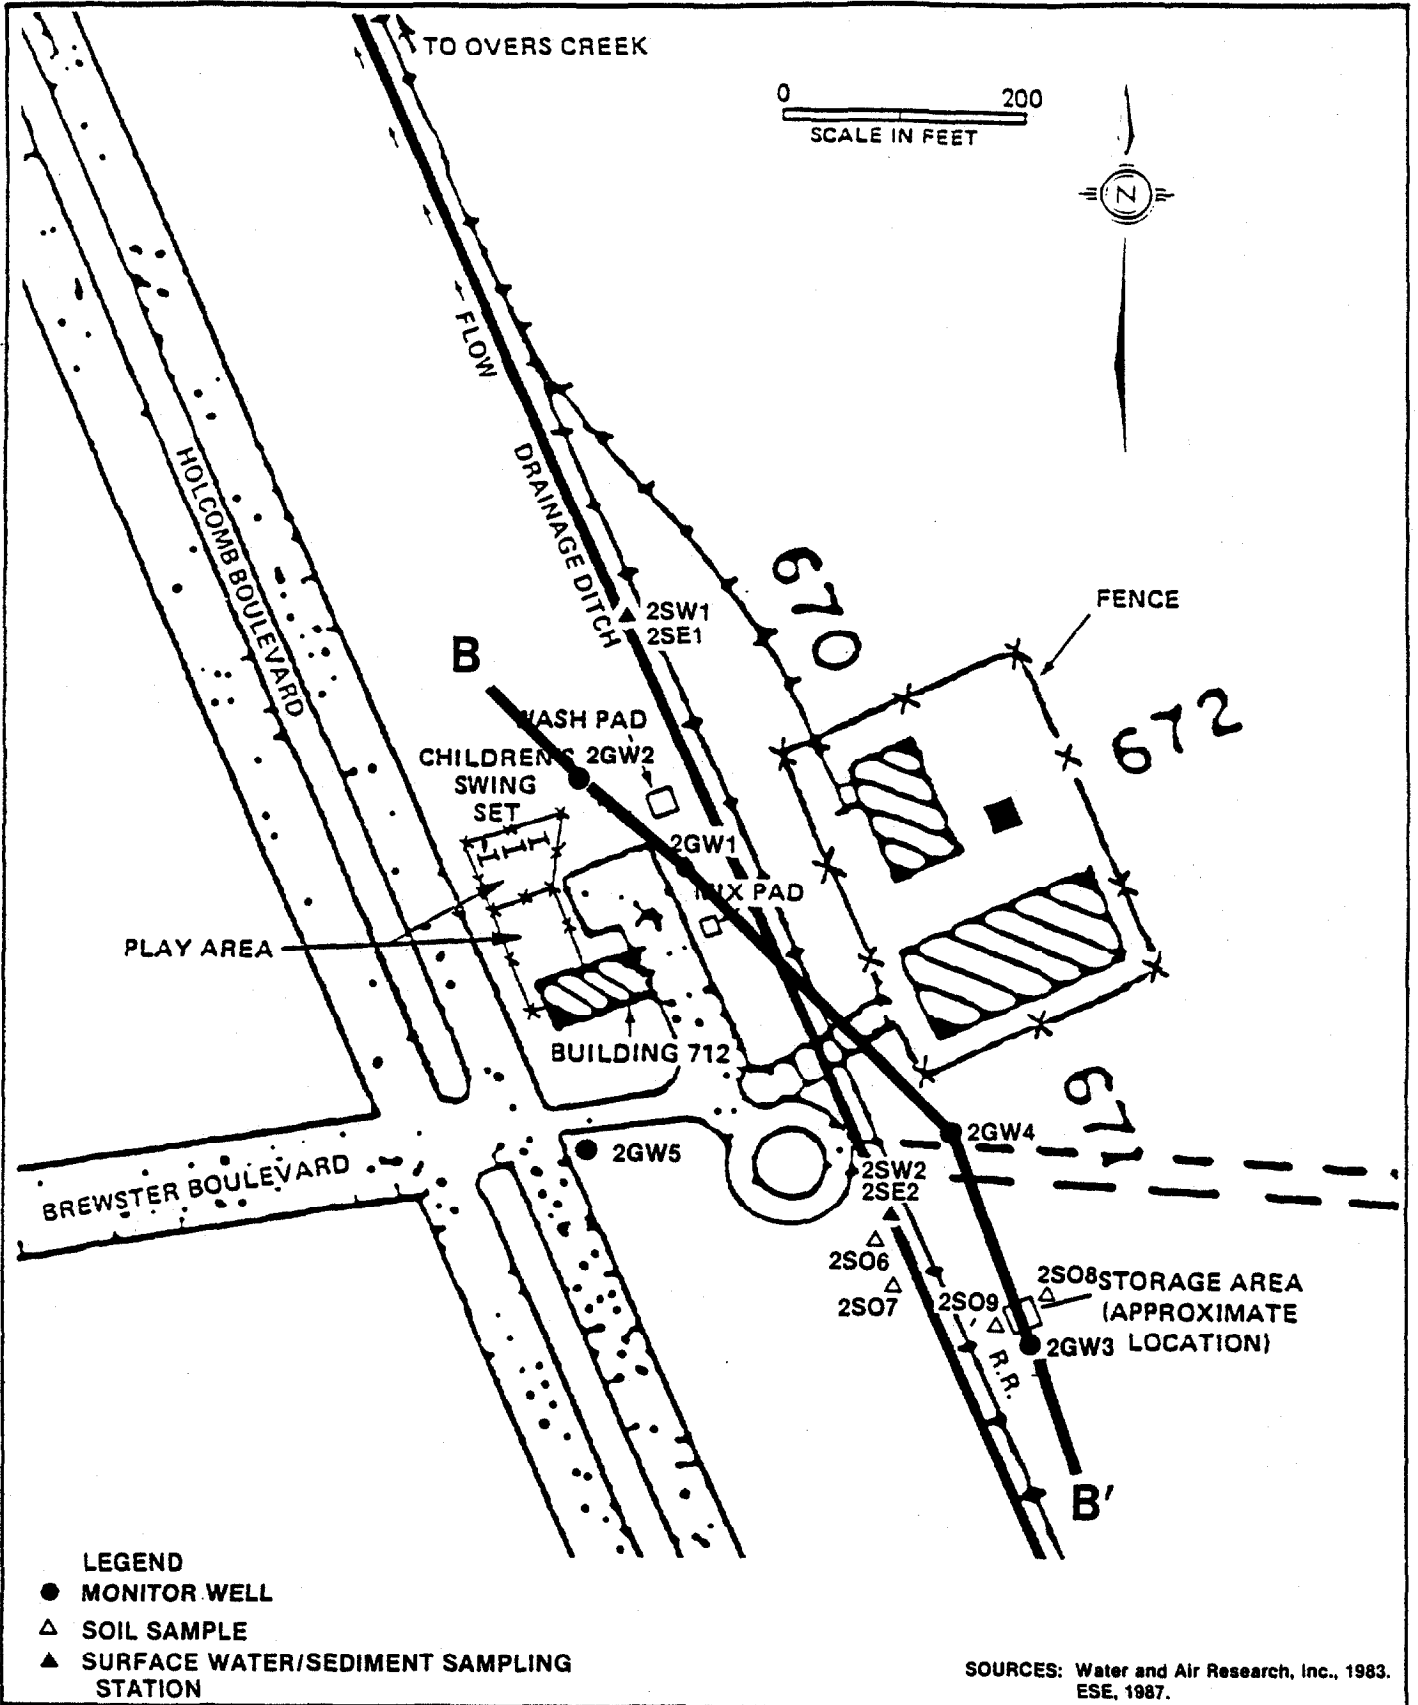 TO OVERS CREEK
0 200
SCALE IN FEET
N
FLOW
HOLCOMB BOULEVARD
DRAINAGE DITCH
670
FENCE
2SW1
2SE1
B
672
WASH PAD
CHILDREN'S
SWING
SET
2GW2
2GW1
MIX PAD
PLAY AREA
BUILDING 712
671
2GW4
2GW5
BREWSTER BOULEVARD
2SW2
2SE2
2SO6
2SO7
2SO8
2SO9
STORAGE AREA
(APPROXIMATE
LOCATION)
2GW3
R.R.
B'
LEGEND
MONITOR WELL
SOIL SAMPLE
SURFACE WATER/SEDIMENT SAMPLING
STATION
SOURCES: Water and Air Research, Inc., 1983.
ESE, 1987.